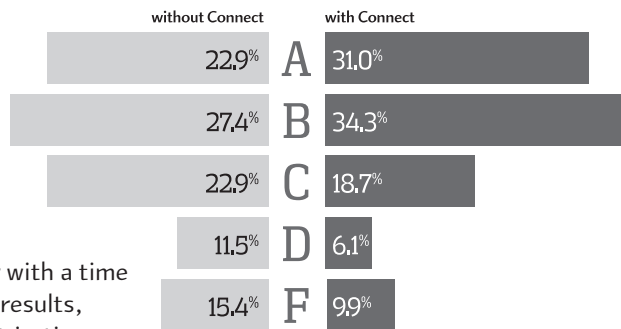 without Connect with Connect
22.9% A 31.0%
27.4% B 34.3%
22.9% C 18.7%
11.5% D 6.1%
15.4% F 9.9%
with a time
results,